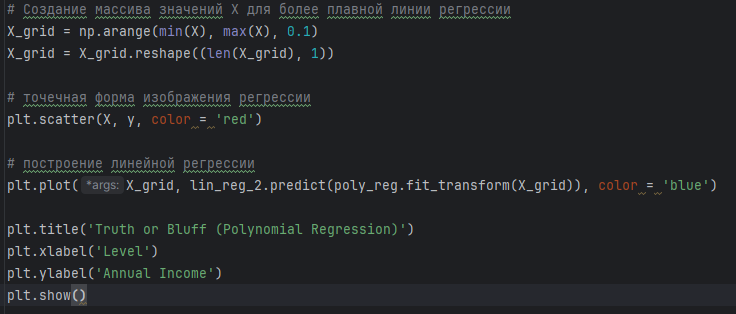 # Создание массива значений X для более плавной линии регрессии
X_grid = np.arange(min(X), max(X), 0.1)
X_grid = X_grid.reshape((len(X_grid), 1))
# точечная форма изображения регрессии
plt.scatter(X, y, color = 'red')
# построение линейной регрессии
plt.plot( *args: X_grid, lin_reg_2.predict(poly_reg.fit_transform(X_grid)), color = 'blue')
plt.title('Truth or Bluff (Polynomial Regression)')
plt.xlabel('Level')
plt.ylabel('Annual Income')
plt.show()